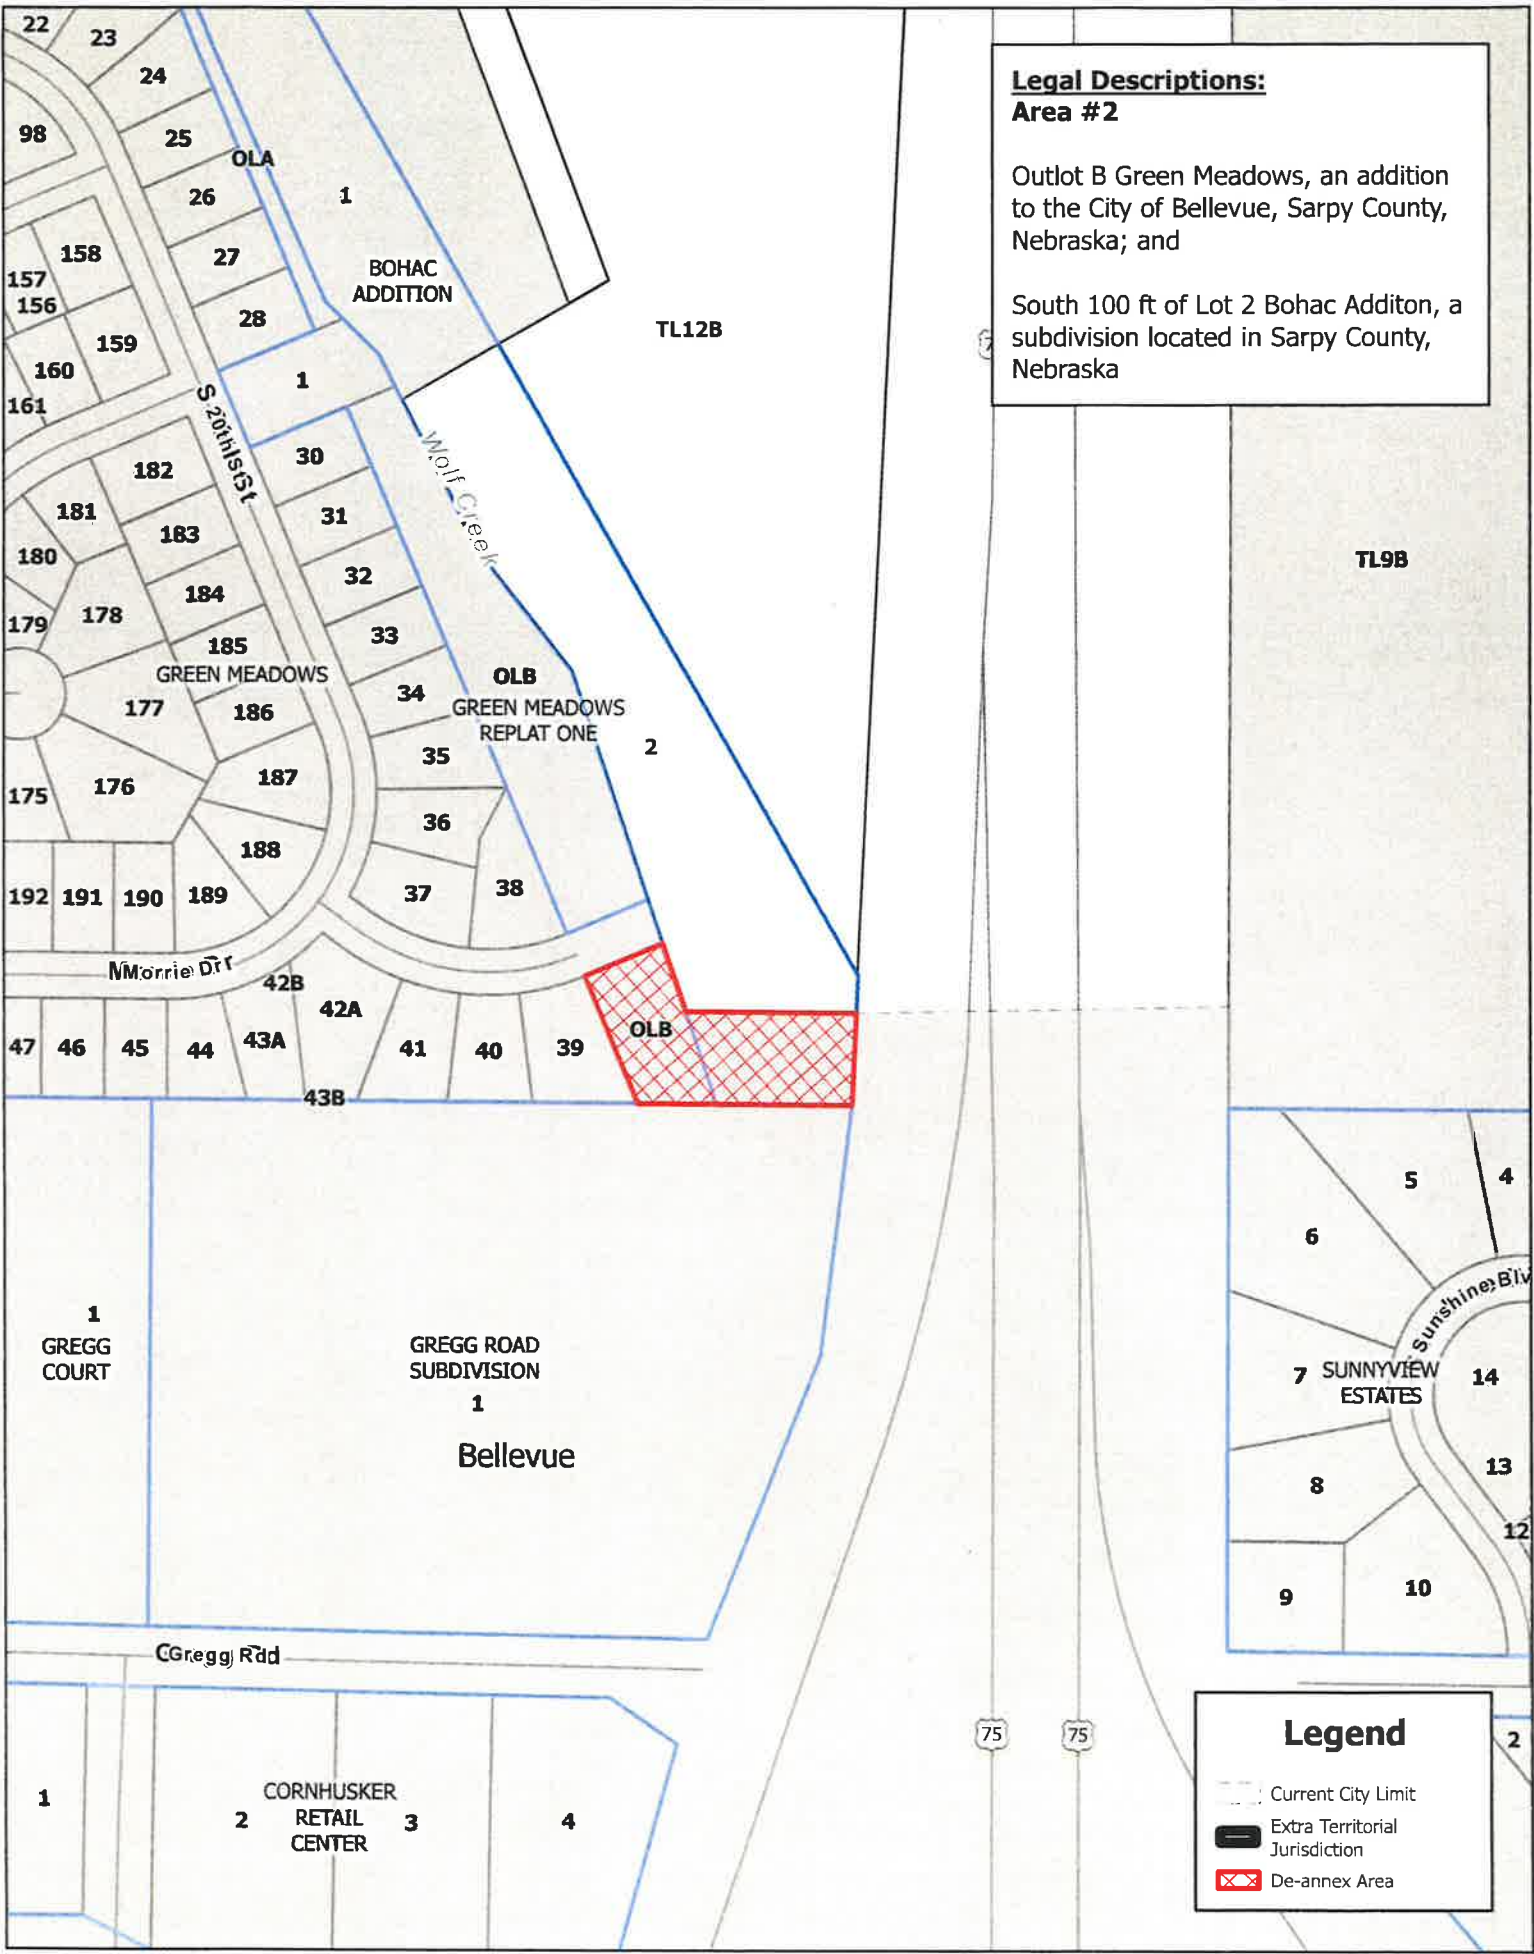 22
23
24
98
25
OLA
26
1
158
27
157
BOHAC
ADDITION
156
28
159
TL12B
160
1
161
S 20th St
Wolf Creek
30
182
181
31
183
180
32
184
178
179
33
185
GREEN MEADOWS
OLB
34
177
186
GREEN MEADOWS
REPLAT ONE
2
35
187
176
175
36
188
192
191
190
189
37
38
Morrie Dr
42B
42A
OLB
47
46
45
44
43A
41
40
39
43B
Legal Descriptions:
Area #2
Outlot B Green Meadows, an addition
to the City of Bellevue, Sarpy County,
Nebraska; and
South 100 ft of Lot 2 Bohac Additon, a
subdivision located in Sarpy County,
Nebraska
TL9B
5
4
6
Sunshine Blv
7
SUNNYVIEW
ESTATES
14
13
8
12
9
10
1
GREGG
COURT
GREGG ROAD
SUBDIVISION
1
Bellevue
Gregg Rd
75
75
1
2
CORNHUSKER
RETAIL
CENTER
3
4
2
Legend
Current City Limit
Extra Territorial
Jurisdiction
De-annex Area